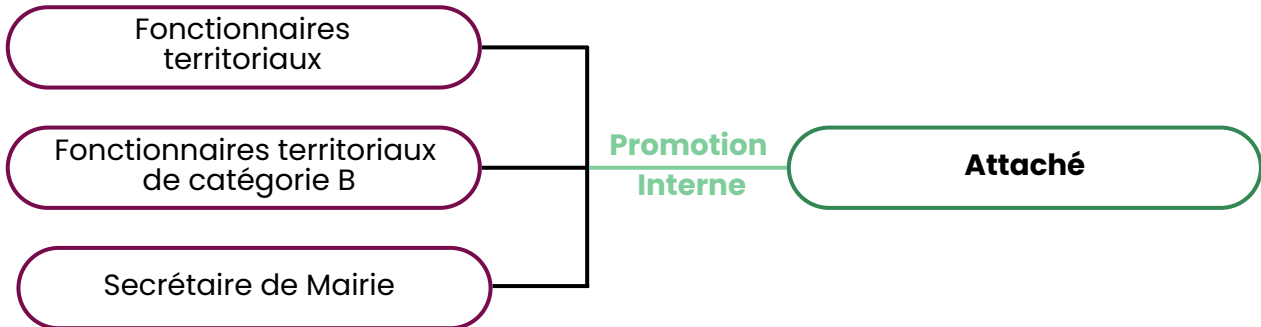 Fonctionnaires
territoriaux
Fonctionnaires territoriaux
de catégorie B
Secrétaire de Mairie
Promotion
Interne
Attaché